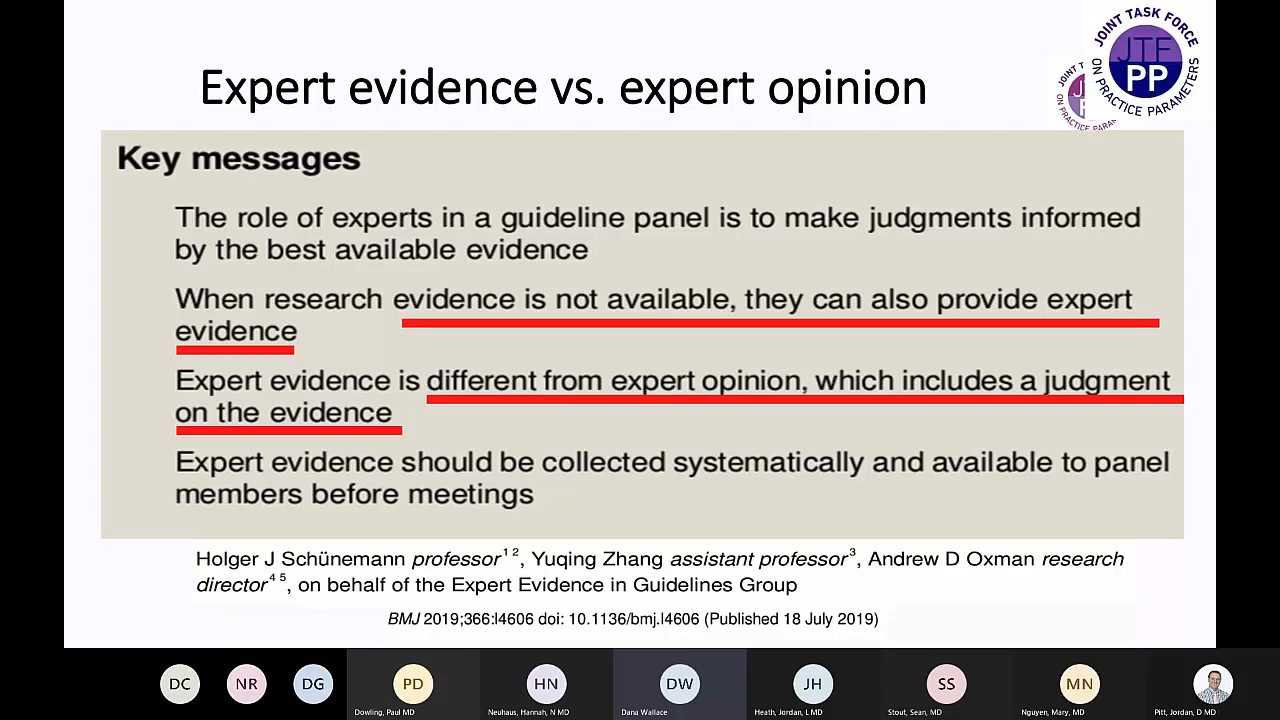 JOINT TASK FORCE
JTF
PP
ON PRACTICE PARAMETERS
Expert evidence vs. expert opinion
Key messages
The role of experts in a guideline panel is to make judgments informed
by the best available evidence
When research evidence is not available, they can also provide expert
evidence
Expert evidence is different from expert opinion, which includes a judgment
on the evidence
Expert evidence should be collected systematically and available to panel
members before meetings
Holger J Schünemann professor¹ ², Yuqing Zhang assistant professor³, Andrew D Oxman research
director⁴ ⁵, on behalf of the Expert Evidence in Guidelines Group
BMJ 2019;366:l4606 doi: 10.1136/bmj.l4606 (Published 18 July 2019)
DC NR DG PD HN DW JH SS MN
Dowling, Paul MD Neuhaus, Hannah, N MD Dana Wallace Heath, Jordan, L MD Stout, Sean, MD Nguyen, Mary, MD Pitt, Jordan, D MD